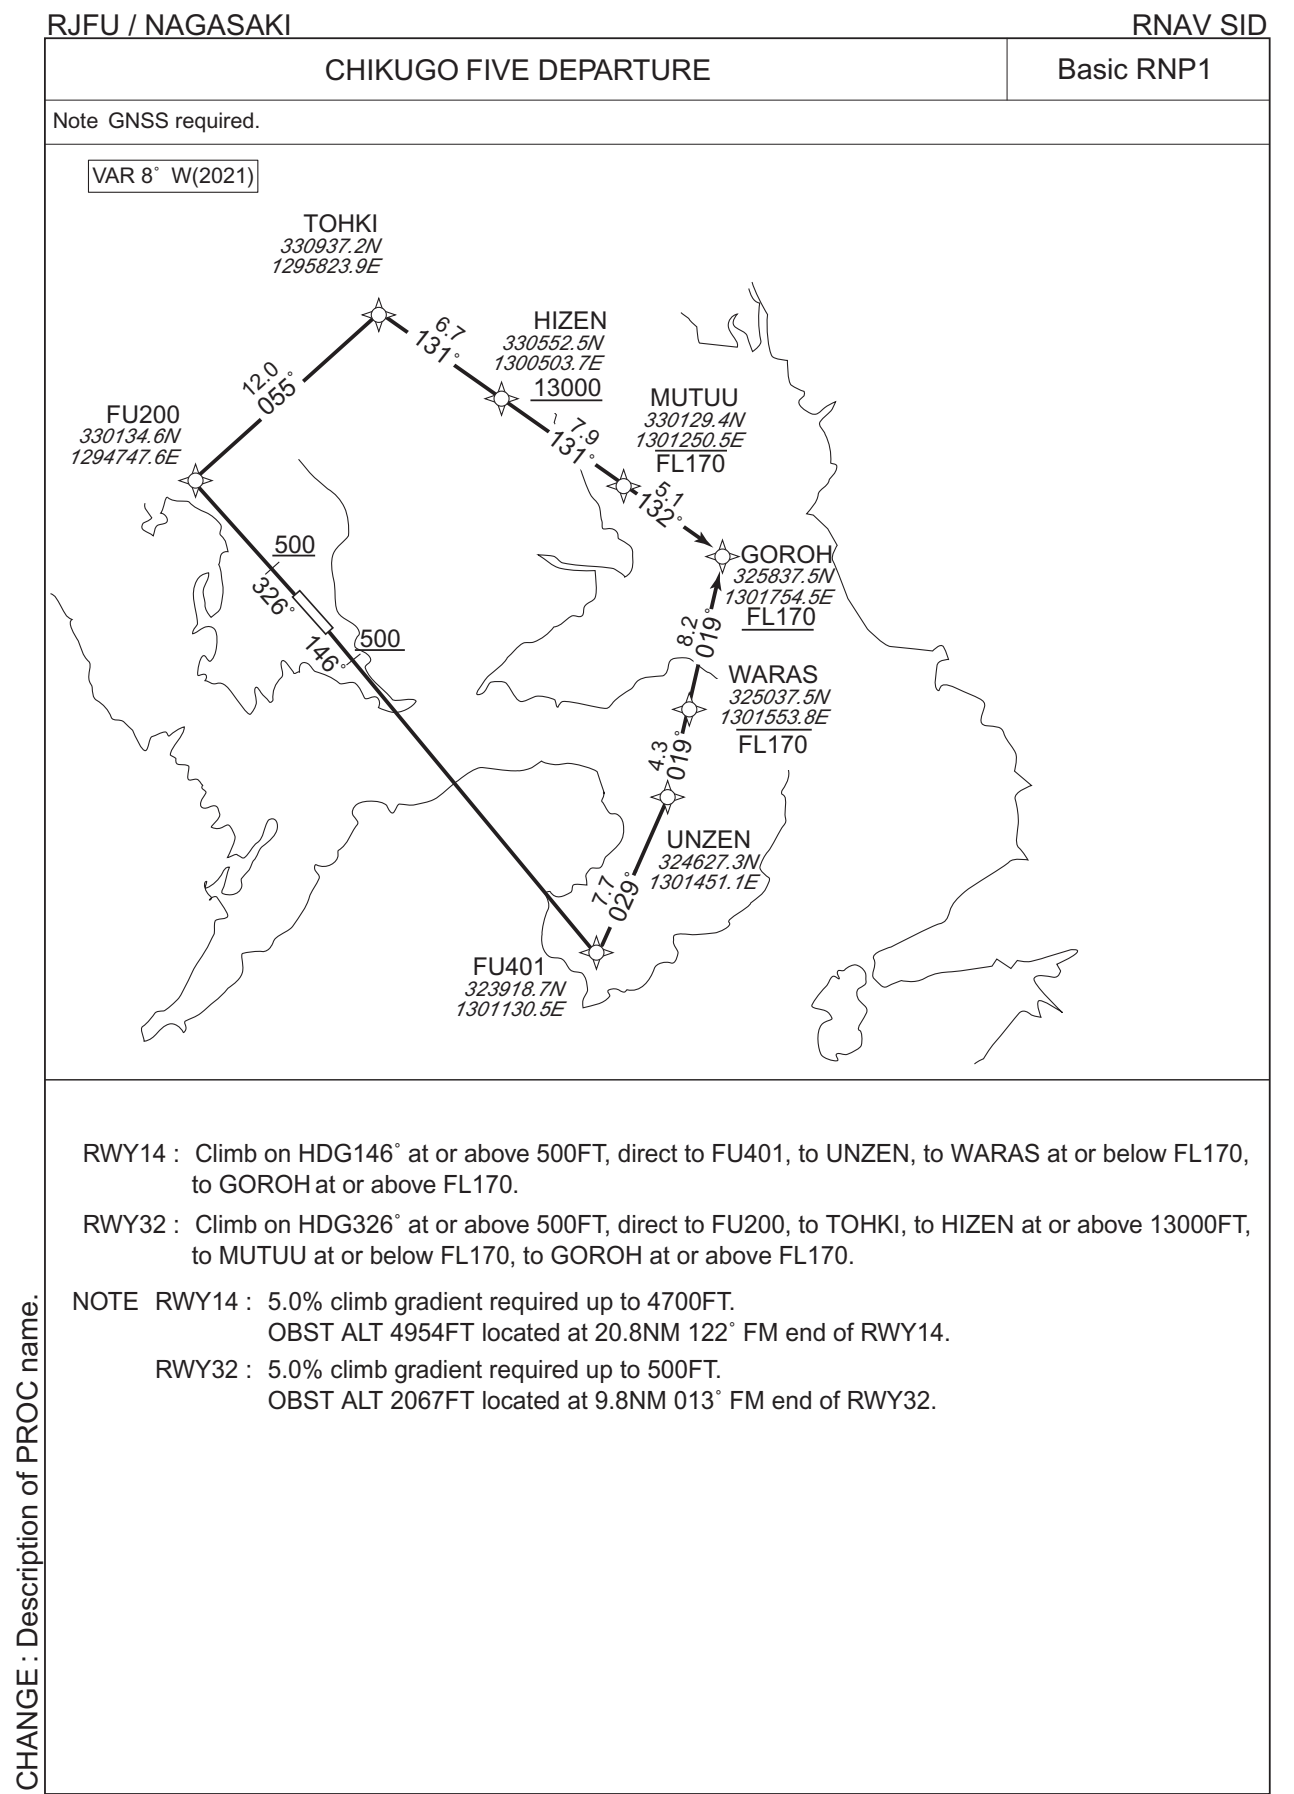 RJFU / NAGASAKI
RNAV SID
CHIKUGO FIVE DEPARTURE
Basic RNP1
Note GNSS required.
VAR 8° W(2021)
TOHKI
330937.2N
1295823.9E
6.7
131°
HIZEN
330552.5N
1300503.7E
13000
12.0
055°
FU200
330134.6N
1294747.6E
7.9
131°
MUTUU
330129.4N
1301250.5E
FL170
5.1
132°
500
326°
GOROH
325837.5N
1301754.5E
FL170
146°
500
8.2
019°
WARAS
325037.5N
1301553.8E
FL170
4.3
019°
UNZEN
324627.3N
1301451.1E
7.7
029°
FU401
323918.7N
1301130.5E
RWY14 : Climb on HDG146° at or above 500FT, direct to FU401, to UNZEN, to WARAS at or below FL170,
to GOROH at or above FL170.
RWY32 : Climb on HDG326° at or above 500FT, direct to FU200, to TOHKI, to HIZEN at or above 13000FT,
to MUTUU at or below FL170, to GOROH at or above FL170.
NOTE RWY14 : 5.0% climb gradient required up to 4700FT.
OBST ALT 4954FT located at 20.8NM 122° FM end of RWY14.
RWY32 : 5.0% climb gradient required up to 500FT.
OBST ALT 2067FT located at 9.8NM 013° FM end of RWY32.
CHANGE : Description of PROC name.